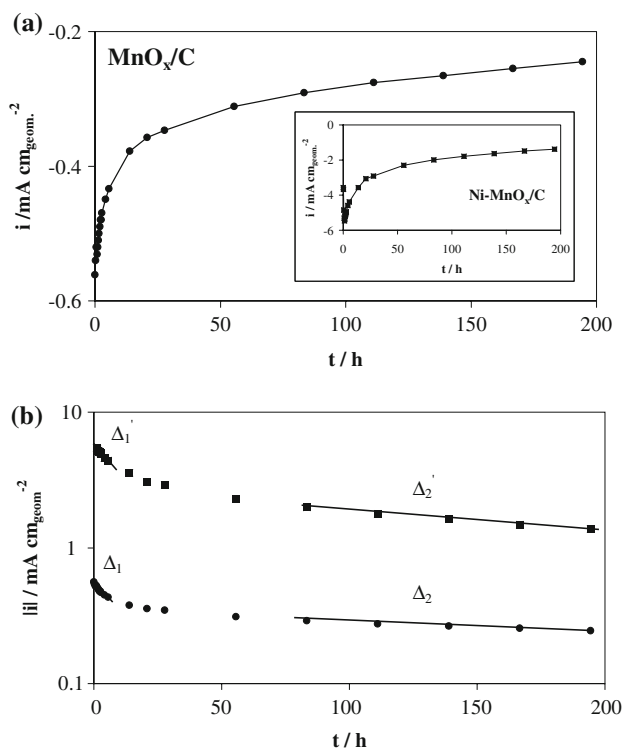 (a)
-0.2
MnOx/C
-0.4
-0.6
i /mA cmgeom.-2
0
-2
-4
-6
i / mA cmgeom.-2
Ni-MnOx/C
0 50 100 150 200
t / h
0 50 100 150 200
t / h
(b)
10
1
0.1
|i| / mA cmgeom-2
Δ1'
Δ2'
Δ1
Δ2
0 50 100 150 200
t / h